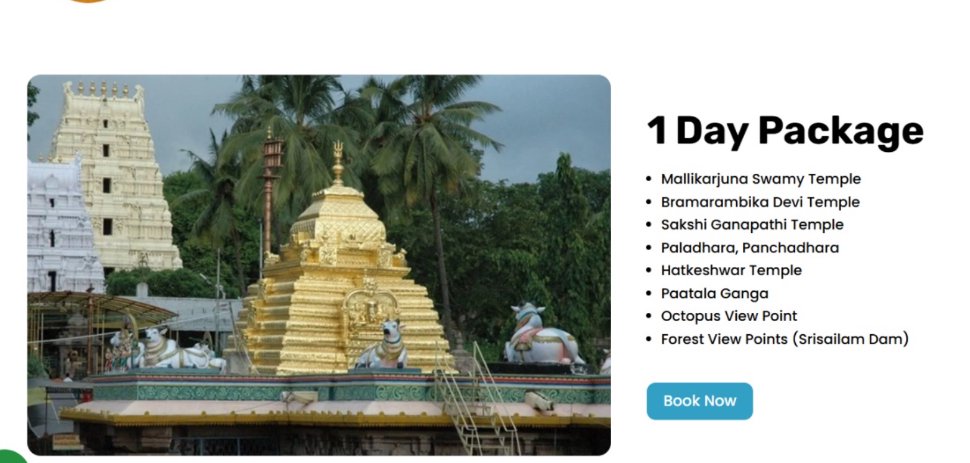 1 Day Package
Mallikarjuna Swamy Temple
Bramarambika Devi Temple
Sakshi Ganapathi Temple
Paladhara, Panchadhara
Hatkeshwar Temple
Paatala Ganga
Octopus View Point
Forest View Points (Srisailam Dam)
Book Now